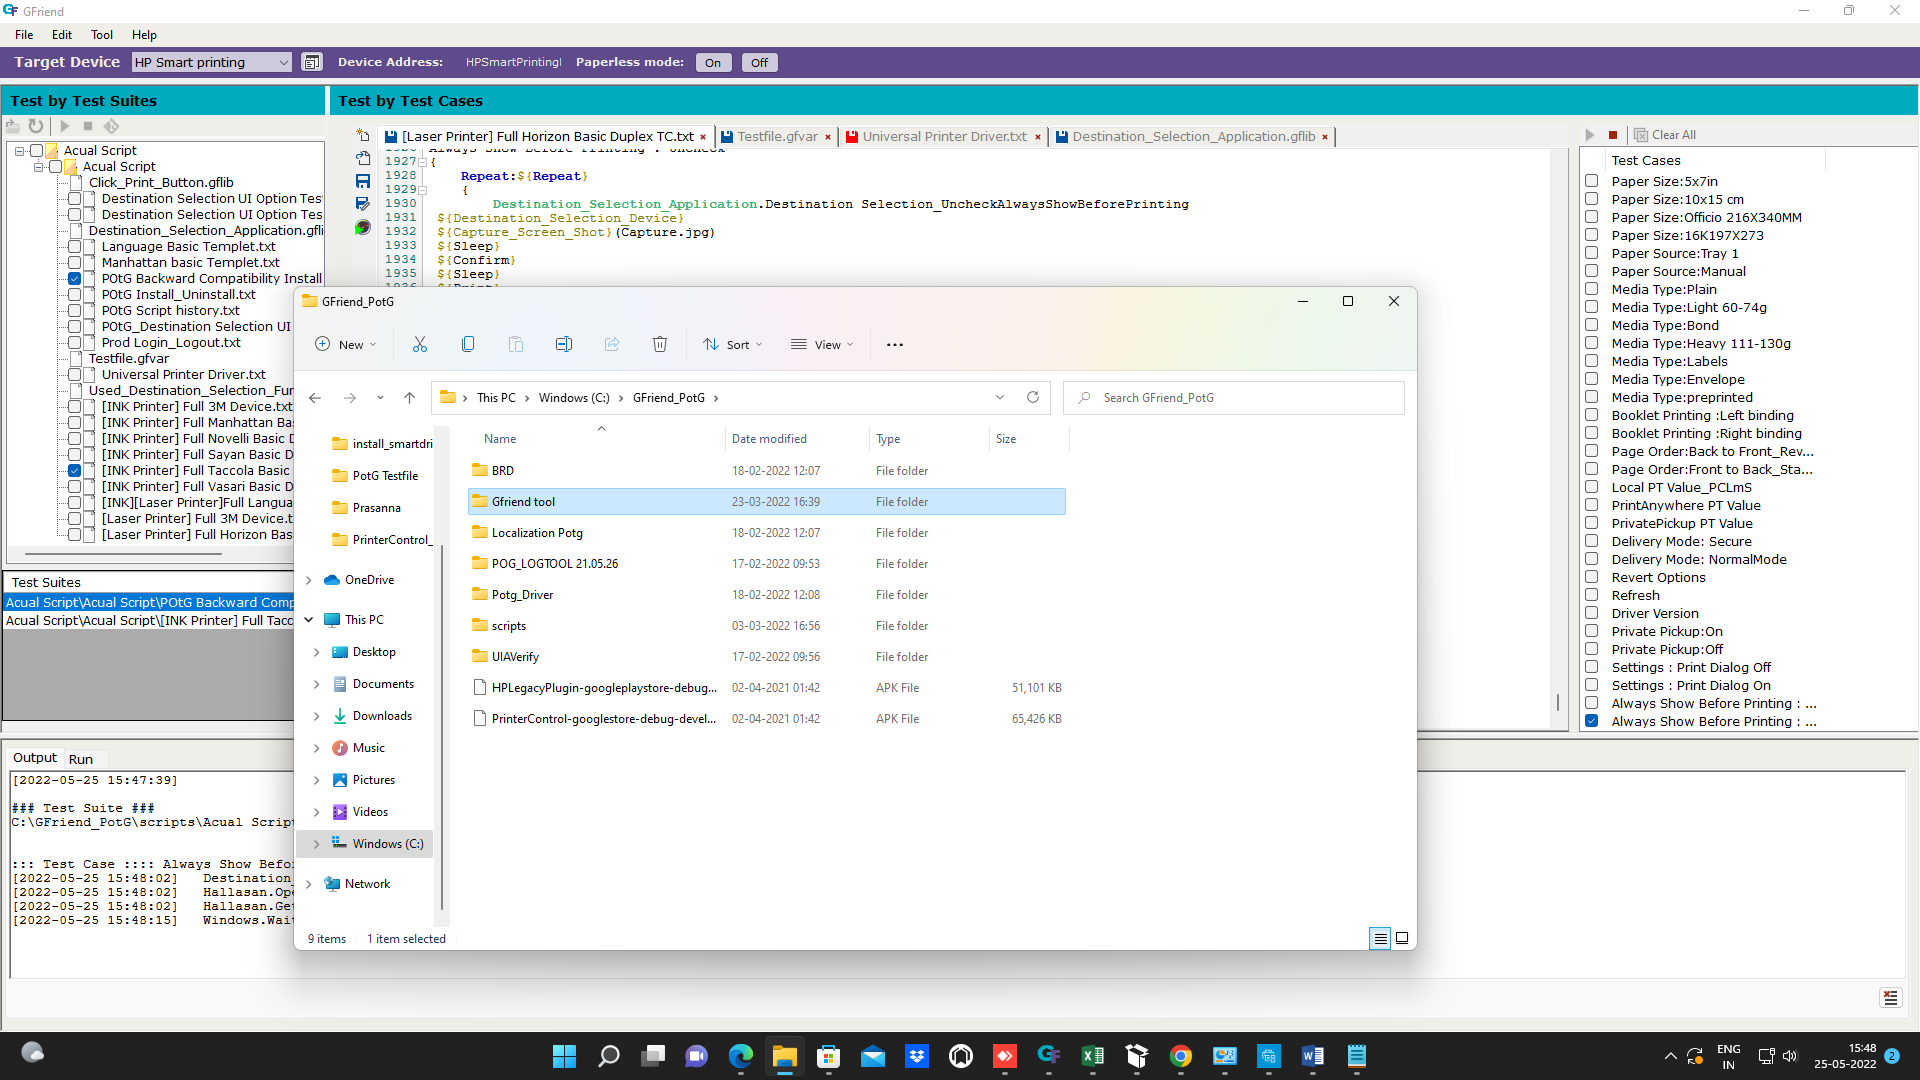 GFriend
File Edit Tool Help
Target Device HP Smart printing Device Address: HPSmartPrintingI Paperless mode: On Off
Test by Test Suites
Test by Test Cases
Acual Script
Acual Script
Click_Print_Button.gflib
Destination Selection UI Option Tes
Destination Selection UI Option Tes
Destination_Selection_Application.gfli
Language Basic Templet.txt
Manhattan basic Templet.txt
POtG Backward Compatibility Install
POtG Install_Uninstall.txt
POtG Script history.txt
POtG_Destination Selection UI
Prod Login_Logout.txt
Testfile.gfvar
Universal Printer Driver.txt
Used_Destination_Selection_Fur
[INK Printer] Full 3M Device.txt
[INK Printer] Full Manhattan Bas
[INK Printer] Full Novelli Basic D
[INK Printer] Full Sayan Basic D
[INK Printer] Full Taccola Basic
[INK Printer] Full Vasari Basic D
[INK][Laser Printer]Full Langua
[Laser Printer] Full 3M Device.t
[Laser Printer] Full Horizon Bas
Test Suites
Acual Script\Acual Script\POtG Backward Comp
Acual Script\Acual Script\[INK Printer] Full Tacc
[Laser Printer] Full Horizon Basic Duplex TC.txt × Testfile.gfvar × Universal Printer Driver.txt × Destination_Selection_Application.gflib ×
1926 Always Show Before Printing : Uncheck
1927 {
1928 Repeat:${Repeat}
1929 {
1930 Destination_Selection_Application.Destination Selection_UncheckAlwaysShowBeforePrinting
1931 ${Destination_Selection_Device}
1932 ${Capture_Screen_Shot}(Capture.jpg)
1933 ${Sleep}
1934 ${Confirm}
1935 ${Sleep}
1936 ${Print}
Clear All
Test Cases
Paper Size:5x7in
Paper Size:10x15 cm
Paper Size:Officio 216X340MM
Paper Size:16K197X273
Paper Source:Tray 1
Paper Source:Manual
Media Type:Plain
Media Type:Light 60-74g
Media Type:Bond
Media Type:Heavy 111-130g
Media Type:Labels
Media Type:Envelope
Media Type:preprinted
Booklet Printing :Left binding
Booklet Printing :Right binding
Page Order:Back to Front_Rev...
Page Order:Front to Back_Sta...
Local PT Value_PCLmS
PrintAnywhere PT Value
PrivatePickup PT Value
Delivery Mode: Secure
Delivery Mode: NormalMode
Revert Options
Refresh
Driver Version
Private Pickup:On
Private Pickup:Off
Settings : Print Dialog Off
Settings : Print Dialog On
Always Show Before Printing : ...
Always Show Before Printing : ...
GFriend_PotG
New Sort View
This PC > Windows (C:) > GFriend_PotG >
Search GFriend_PotG
install_smartdri
PotG Testfile
Prasanna
PrinterControl_
OneDrive
This PC
Desktop
Documents
Downloads
Music
Pictures
Videos
Windows (C:)
Network
Name Date modified Type Size
BRD 18-02-2022 12:07 File folder
Gfriend tool 23-03-2022 16:39 File folder
Localization Potg 18-02-2022 12:07 File folder
POG_LOGTOOL 21.05.26 17-02-2022 09:53 File folder
Potg_Driver 18-02-2022 12:08 File folder
scripts 03-03-2022 16:56 File folder
UIAVerify 17-02-2022 09:56 File folder
HPLegacyPlugin-googleplaystore-debug... 02-04-2021 01:42 APK File 51,101 KB
PrinterControl-googlestore-debug-devel... 02-04-2021 01:42 APK File 65,426 KB
9 items 1 item selected
Output Run
[2022-05-25 15:47:39]
### Test Suite ###
C:\GFriend_PotG\scripts\Acual Script
::: Test Case :::: Always Show Befo
[2022-05-25 15:48:02] Destination_
[2022-05-25 15:48:02] Hallasan.Ope
[2022-05-25 15:48:02] Hallasan.Get
[2022-05-25 15:48:15] Windows.Wait
ENG
IN
15:48
25-05-2022
2